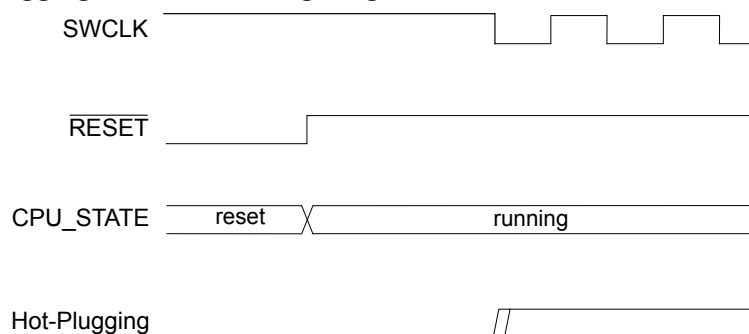 SWCLK
RESET
CPU_STATE
reset
running
Hot-Plugging